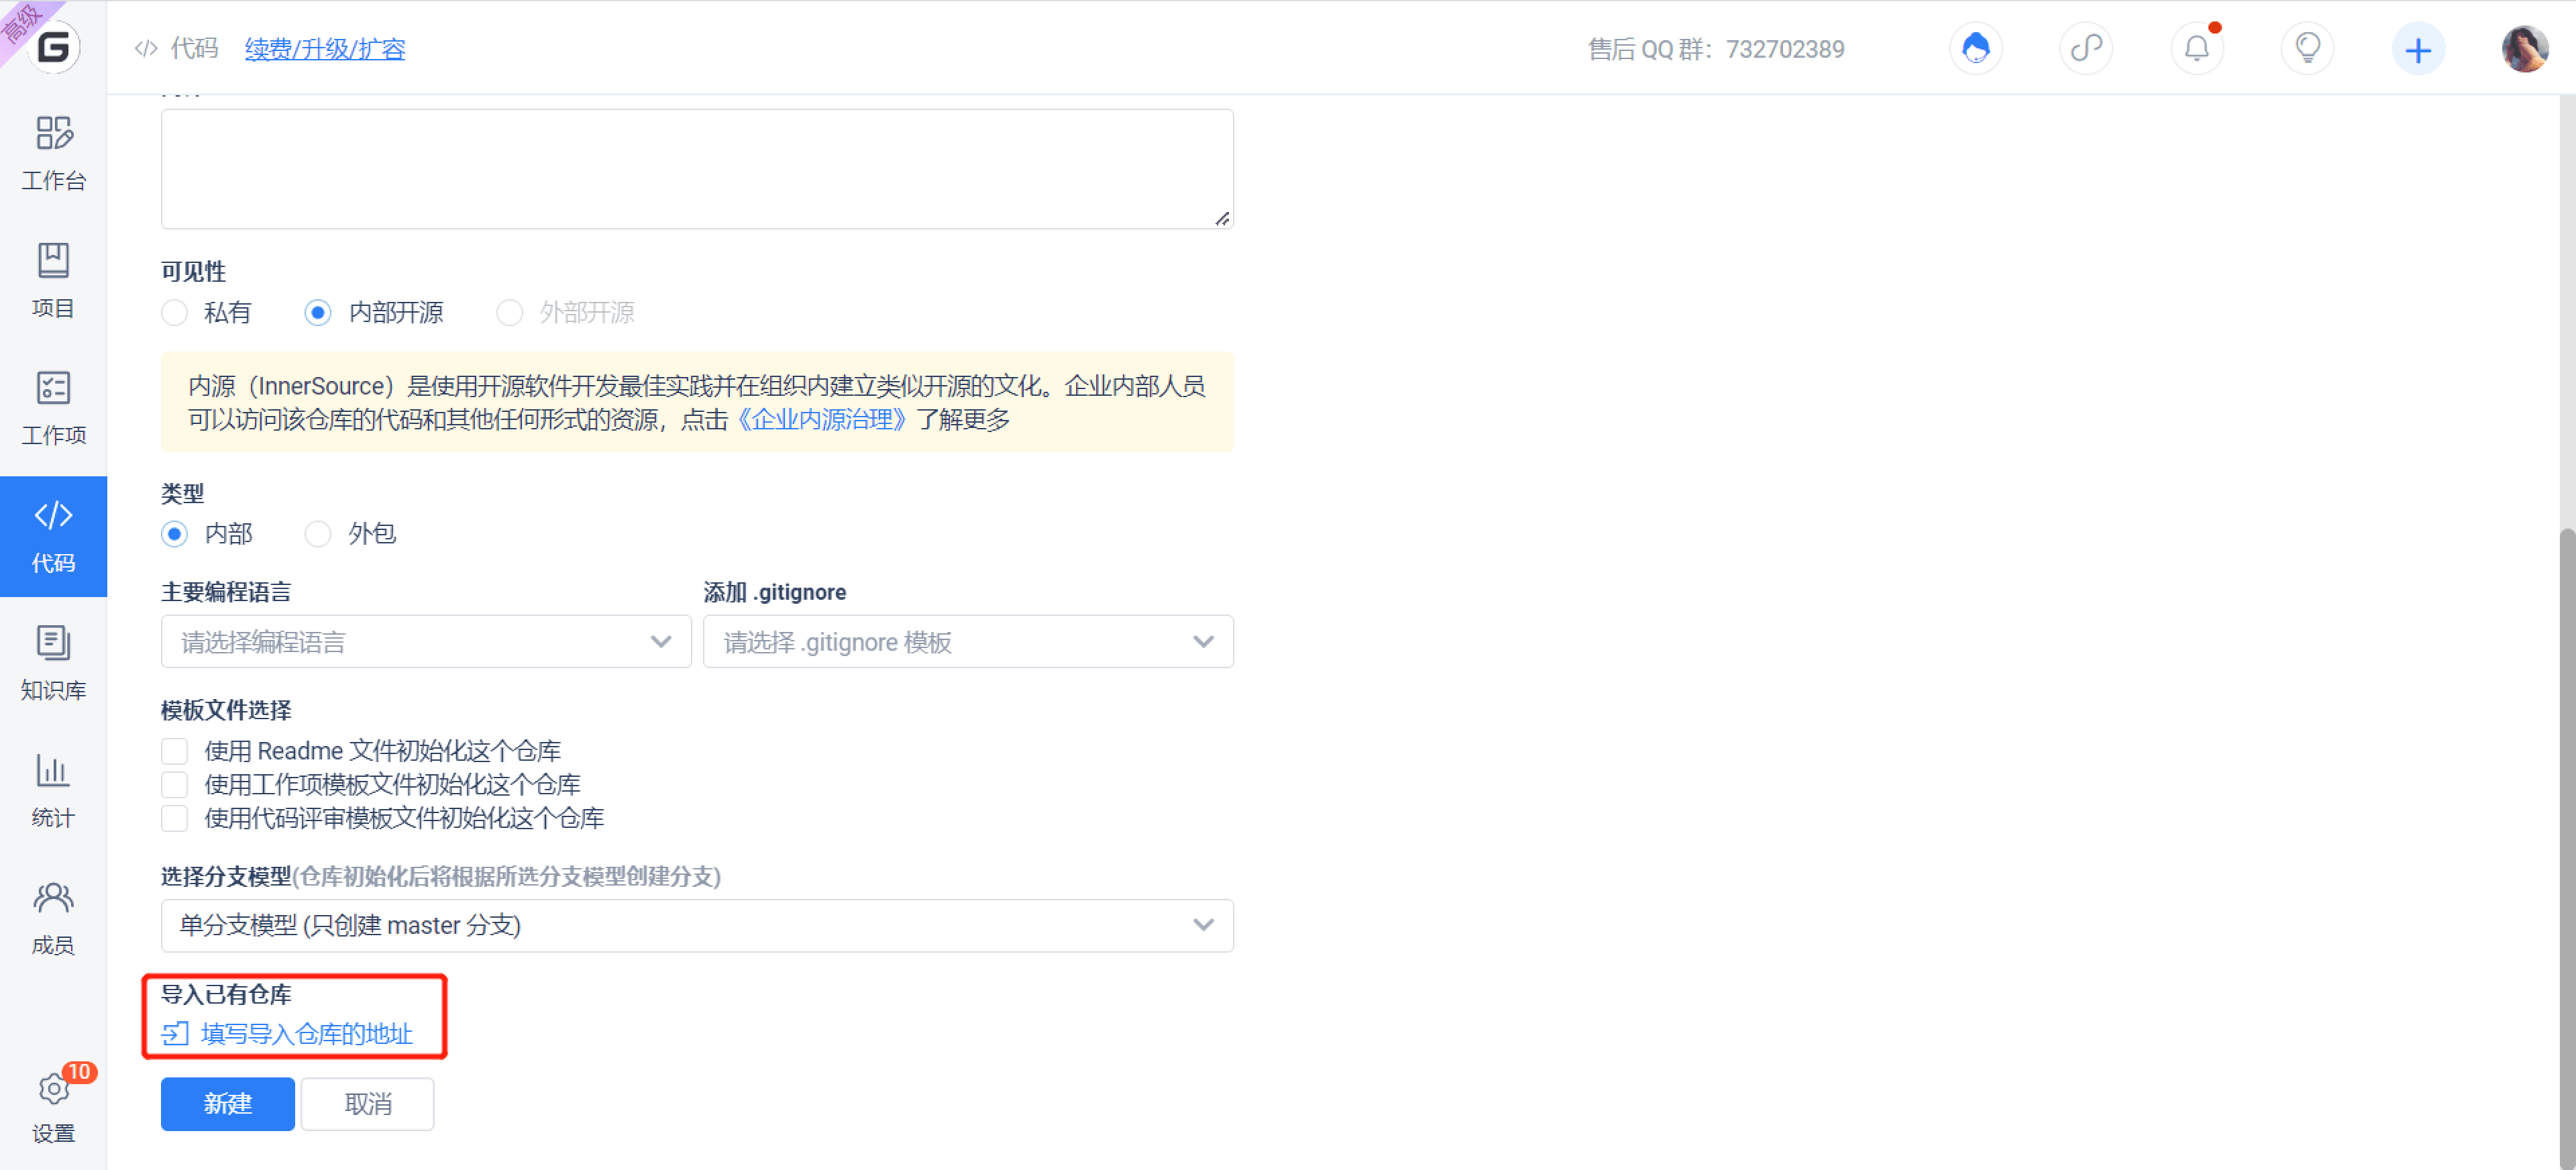 高级
代码 续费/升级/扩容 售后 QQ 群：732702389
工作台
项目
工作项
代码
知识库
统计
成员
10
设置
可见性
私有 内部开源 外部开源
内源（InnerSource）是使用开源软件开发最佳实践并在组织内建立类似开源的文化。企业内部人员
可以访问该仓库的代码和其他任何形式的资源，点击《企业内源治理》了解更多
类型
内部 外包
主要编程语言 添加 .gitignore
请选择编程语言 请选择 .gitignore 模板
模板文件选择
使用 Readme 文件初始化这个仓库
使用工作项模板文件初始化这个仓库
使用代码评审模板文件初始化这个仓库
选择分支模型(仓库初始化后将根据所选分支模型创建分支)
单分支模型 (只创建 master 分支)
导入已有仓库
填写导入仓库的地址
新建 取消